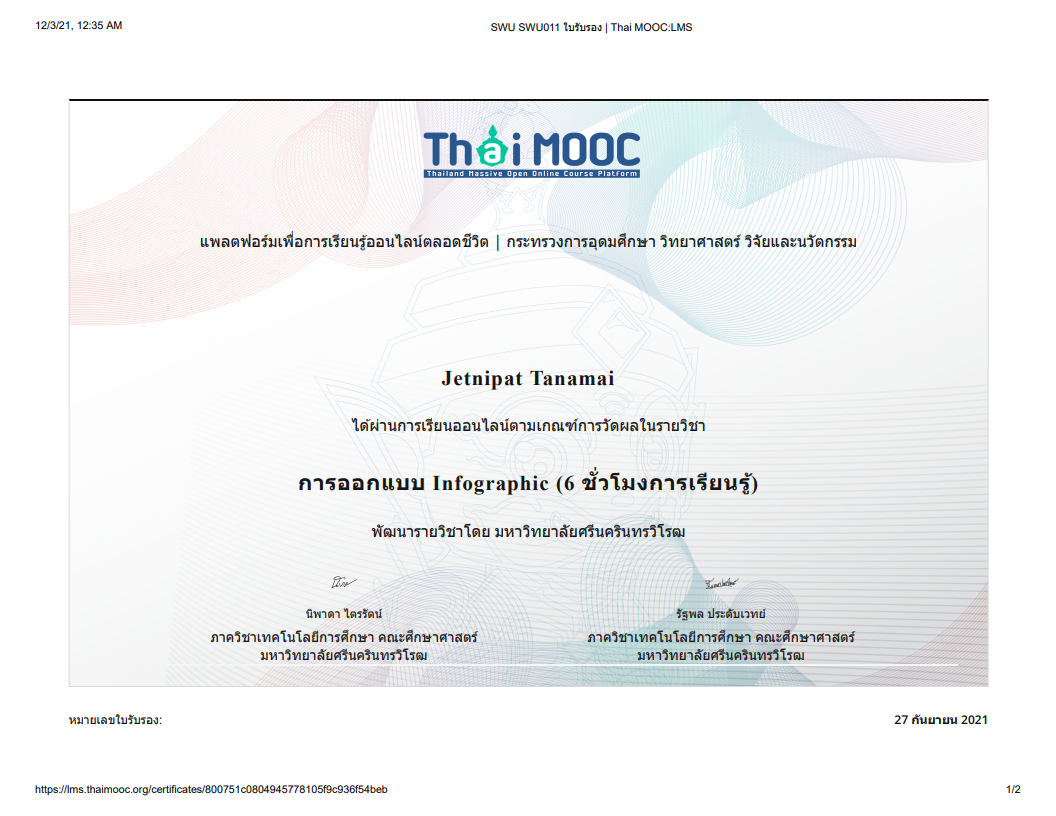 12/3/21, 12:35 AM
SWU SWU011 ใบรับรอง | Thai MOOC:LMS
Thai MOOC
Thailand Massive Open Online Course Platform
แพลตฟอร์มเพื่อการเรียนรู้ออนไลน์ตลอดชีวิต | กระทรวงการอุดมศึกษา วิทยาศาสตร์ วิจัยและนวัตกรรม
Jetnipat Tanamai
ได้ผ่านการเรียนออนไลน์ตามเกณฑ์การวัดผลในรายวิชา
การออกแบบ Infographic (6 ชั่วโมงการเรียนรู้)
พัฒนารายวิชาโดย มหาวิทยาลัยศรีนครินทรวิโรฒ
นิพาดา ไตรรัตน์
ภาควิชาเทคโนโลยีการศึกษา คณะศึกษาศาสตร์
มหาวิทยาลัยศรีนครินทรวิโรฒ
รัฐพล ประดับเวทย์
ภาควิชาเทคโนโลยีการศึกษา คณะศึกษาศาสตร์
มหาวิทยาลัยศรีนครินทรวิโรฒ
หมายเลขใบรับรอง:
27 กันยายน 2021
https://lms.thaimooc.org/certificates/800751c0804945778105f9c936f54beb
1/2